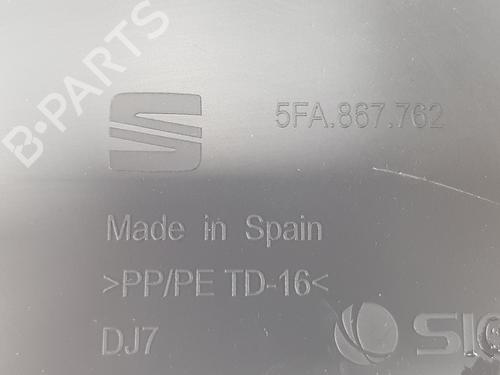 B-PARTS
5FA.867.762
Made in Spain
>PP/PE TD-16<
DJ7